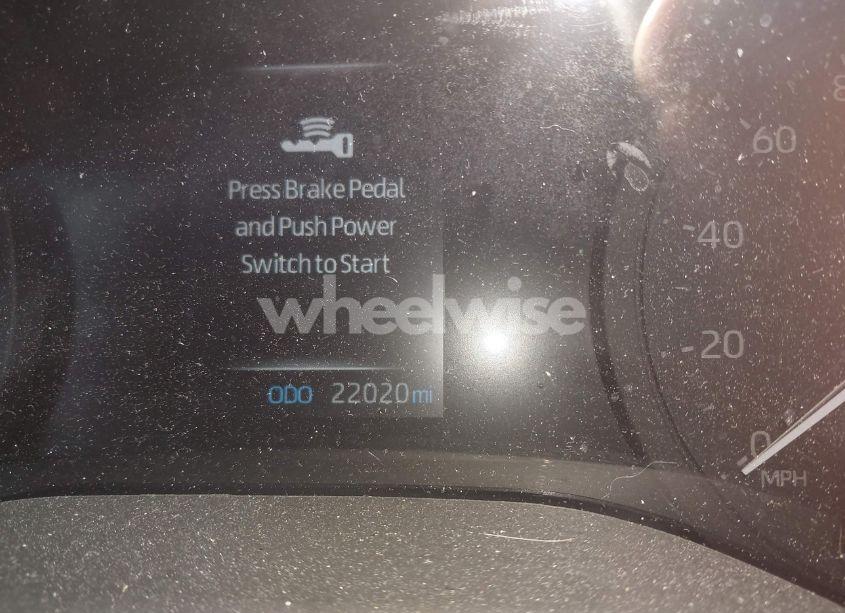 Press Brake Pedal
and Push Power
Switch to Start
wheelwise
ODO 22020 mi
60
40
20
0
MPH